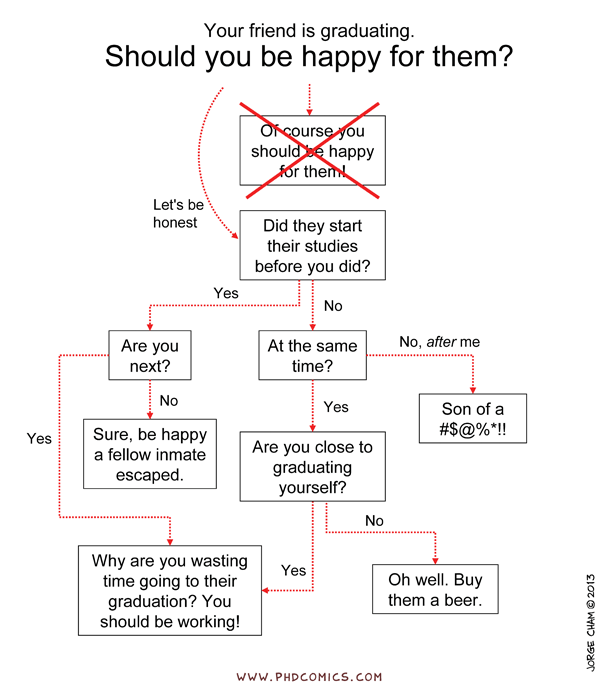 Your friend is graduating.
Should you be happy for them?
Of course you
should be happy
for them!
Let's be
honest
Did they start
their studies
before you did?
Yes
No
Are you
next?
At the same
time?
No, after me
No
Yes
Son of a
#$@%*!!
Yes
Sure, be happy
a fellow inmate
escaped.
Are you close to
graduating
yourself?
No
Yes
Why are you wasting
time going to their
graduation? You
should be working!
Oh well. Buy
them a beer.
JORGE CHAM © 2013
WWW.PHDCOMICS.COM